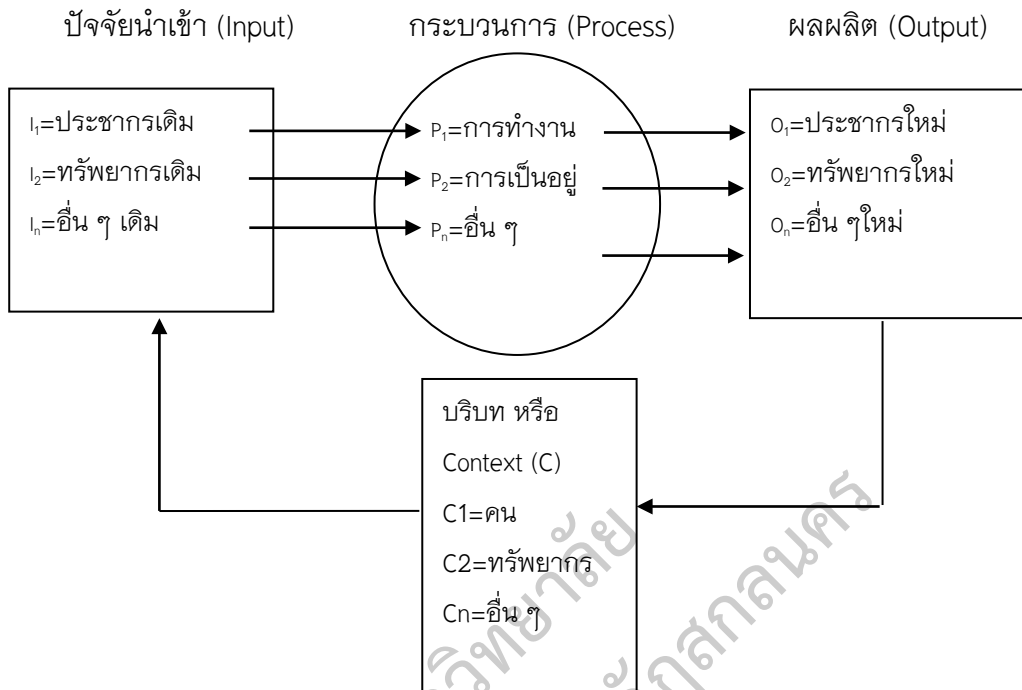 ปัจจัยนำเข้า (Input)
กระบวนการ (Process)
ผลผลิต (Output)
I₁=ประชากรเดิม
I₂=ทรัพยากรเดิม
Iₙ=อื่น ๆ เดิม
P₁=การทำงาน
P₂=การเป็นอยู่
Pₙ=อื่น ๆ
O₁=ประชากรใหม่
O₂=ทรัพยากรใหม่
Oₙ=อื่น ๆใหม่
บริบท หรือ
Context (C)
C1=คน
C2=ทรัพยากร
Cn=อื่น ๆ